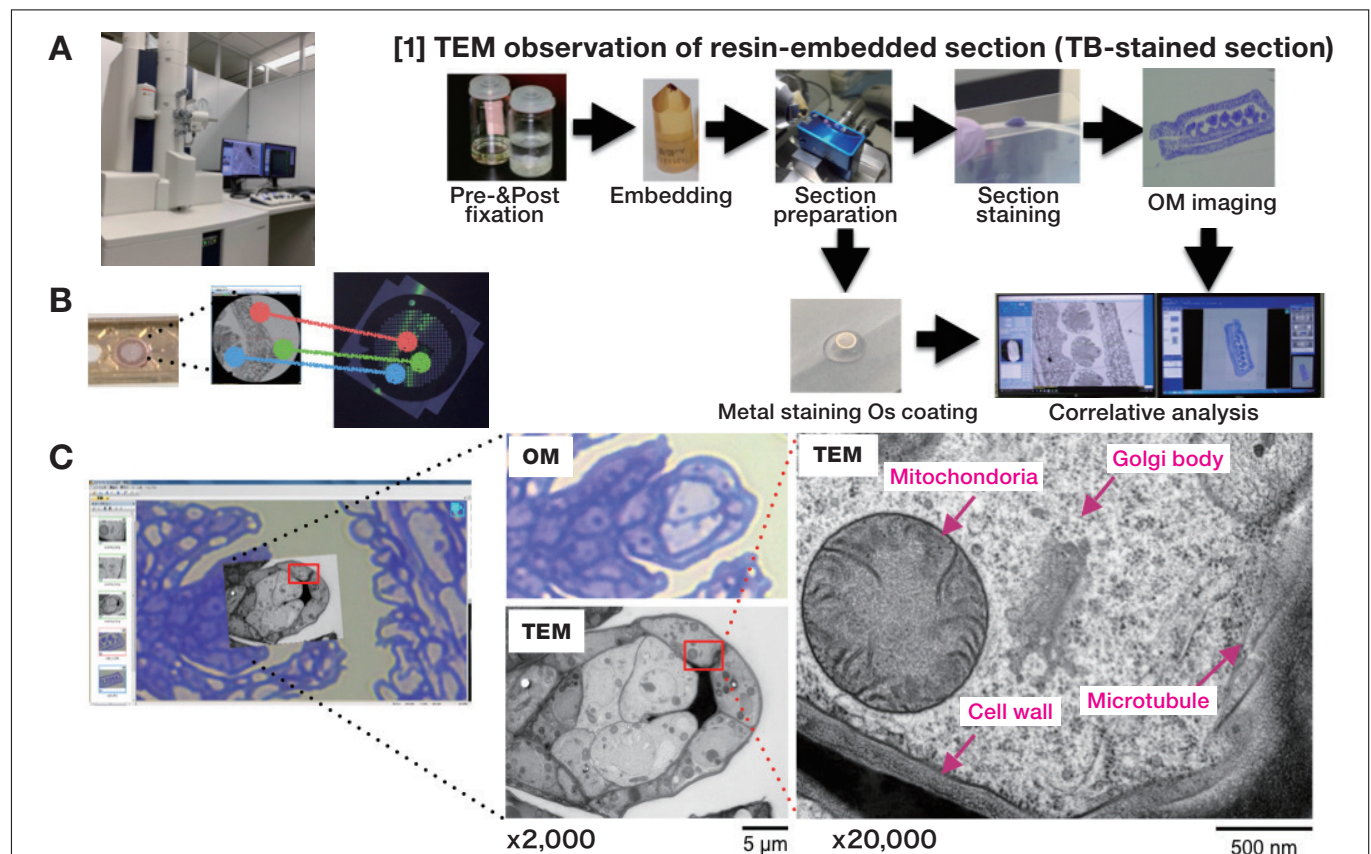 A
[1] TEM observation of resin-embedded section (TB-stained section)
Pre-&Post
fixation
Embedding
Section
preparation
Section
staining
OM imaging
B
Metal staining Os coating
Correlative analysis
C
OM
TEM
x2,000
5 µm
TEM
Mitochondoria
Golgi body
Cell wall
Microtubule
x20,000
500 nm